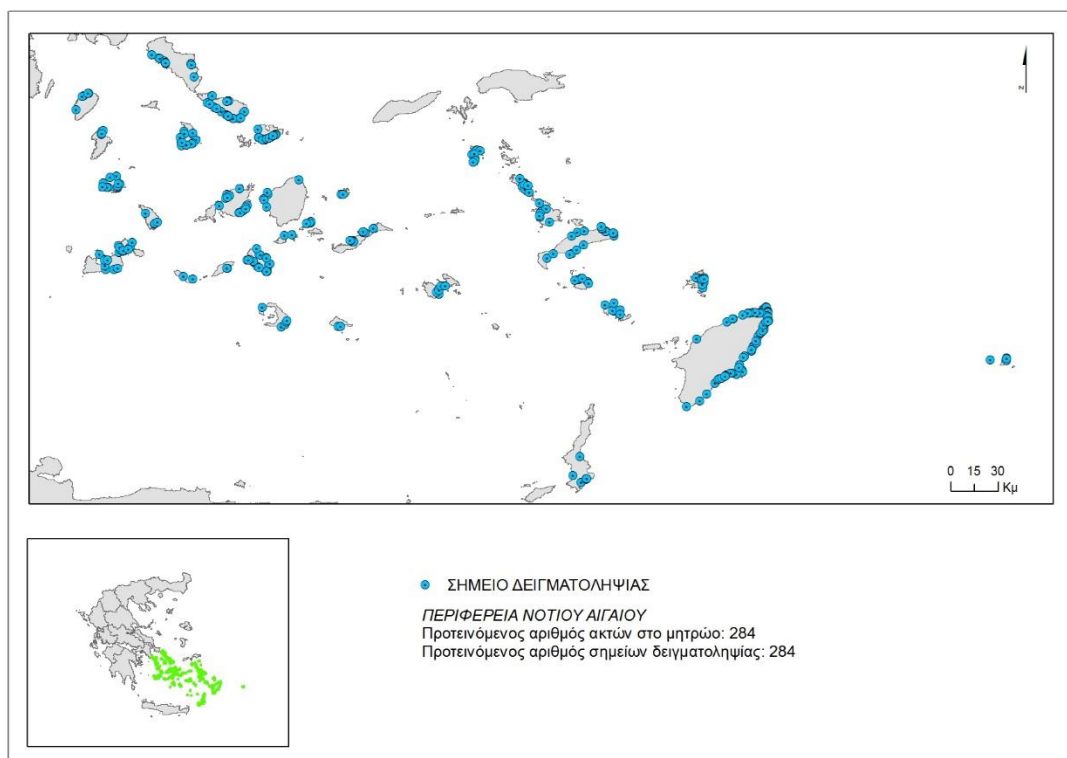 N
0 15 30
Κμ
ΣΗΜΕΙΟ ΔΕΙΓΜΑΤΟΛΗΨΙΑΣ
ΠΕΡΙΦΕΡΕΙΑ ΝΟΤΙΟΥ ΑΙΓΑΙΟΥ
Προτεινόμενος αριθμός ακτών στο μητρώο: 284
Προτεινόμενος αριθμός σημείων δειγματοληψίας: 284